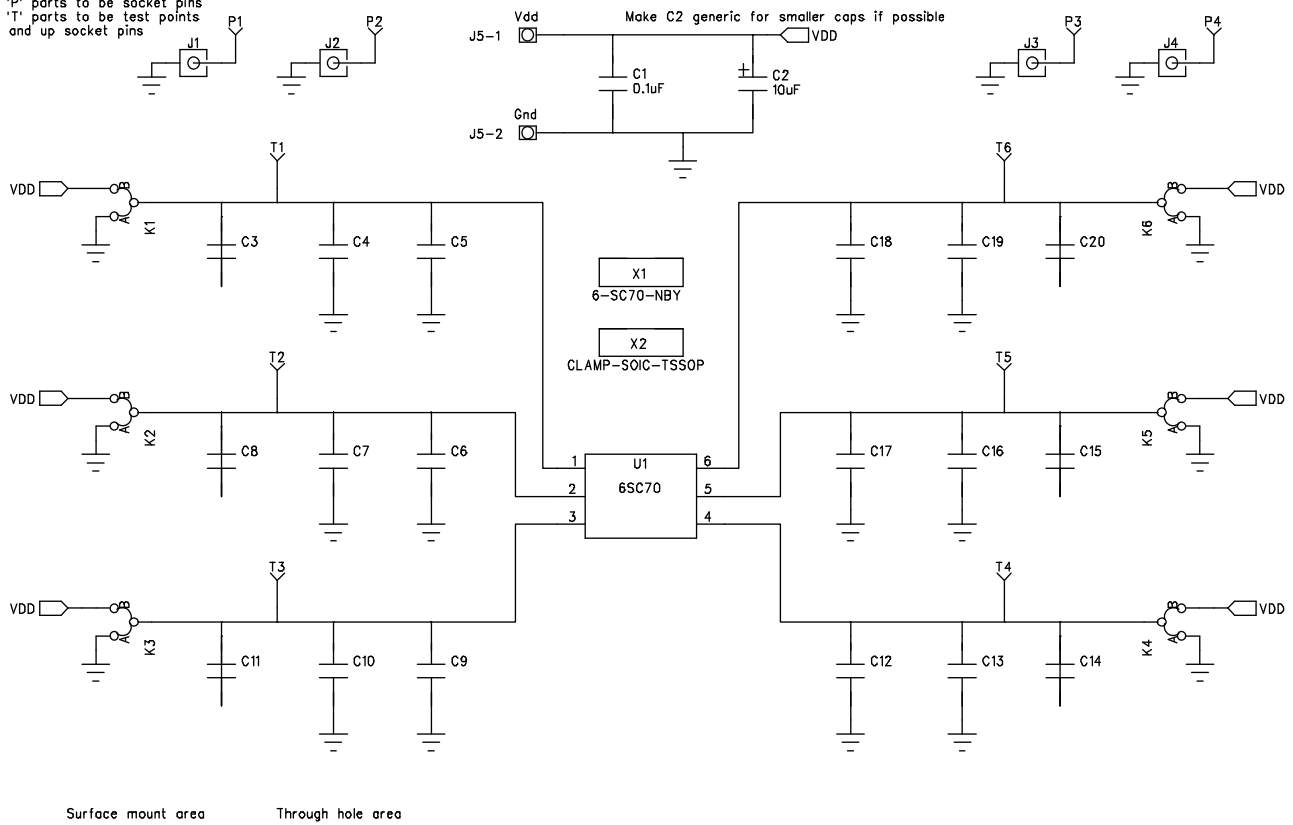 'P' parts to be socket pins
'T' parts to be test points
and up socket pins
P1
P2
Vdd
Make C2 generic for smaller caps if possible
P3
P4
J1
J2
J5-1
VDD
J3
J4
C1
0.1uF
C2
10uF
Gnd
J5-2
T1
T6
VDD
B
A
K1
C3
C4
C5
C18
C19
C20
B
A
K6
VDD
X1
6-SC70-NBY
X2
CLAMP-SOIC-TSSOP
T2
T5
VDD
B
A
K2
C8
C7
C6
C17
C16
C15
B
A
K5
VDD
1
2
3
U1
6SC70
6
5
4
T3
T4
VDD
B
A
K3
C11
C10
C9
C12
C13
C14
B
A
K4
VDD
Surface mount area
Through hole area